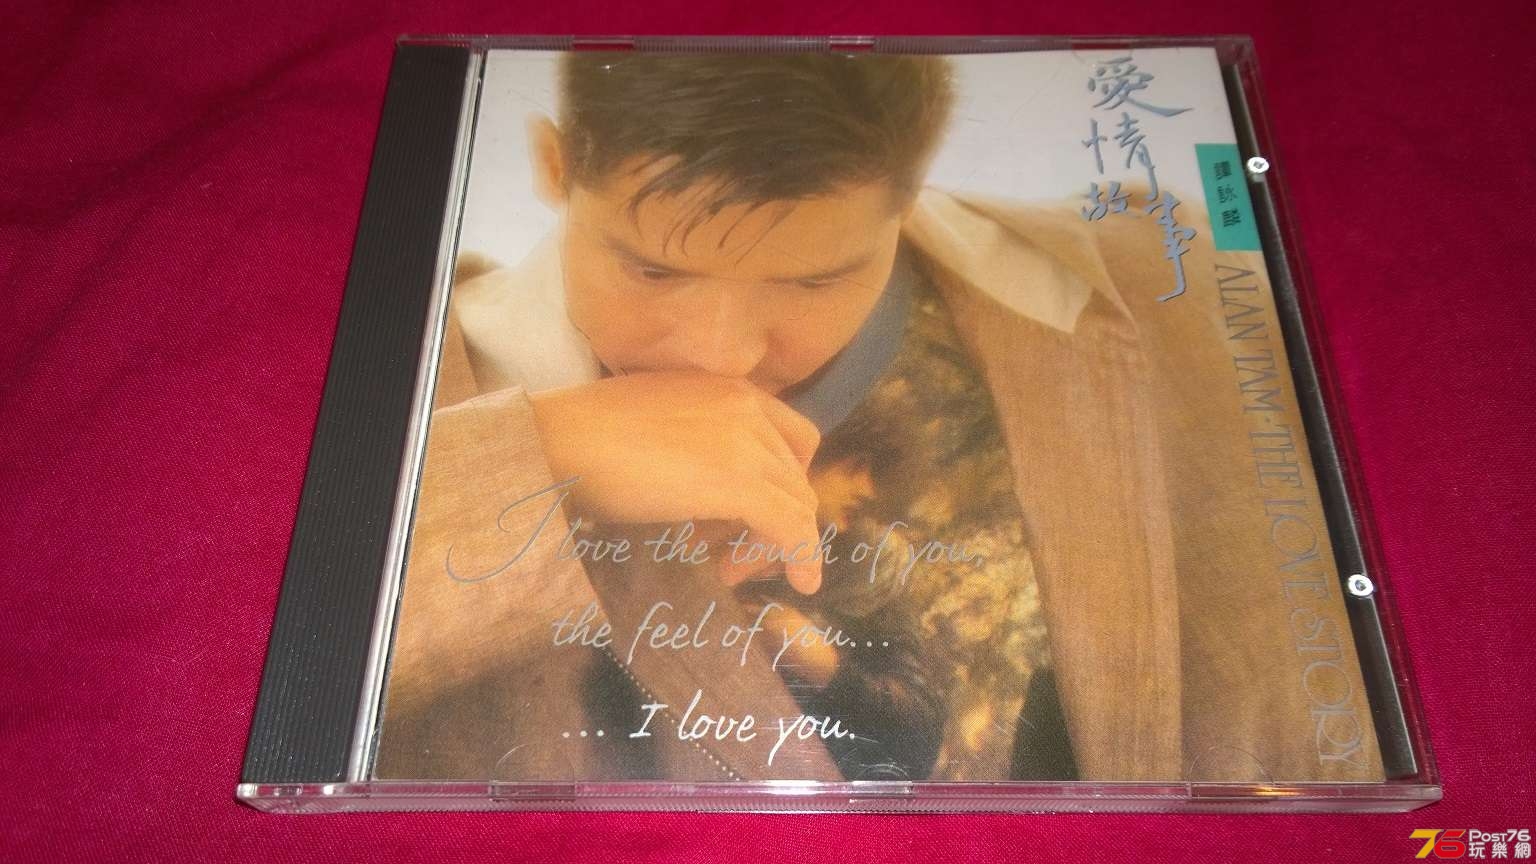 愛情故事
譚詠麟
ALAN TAM·THE LOVE STORY
I love the touch of you,
the feel of you...
... I love you.
76 Post76
玩樂網